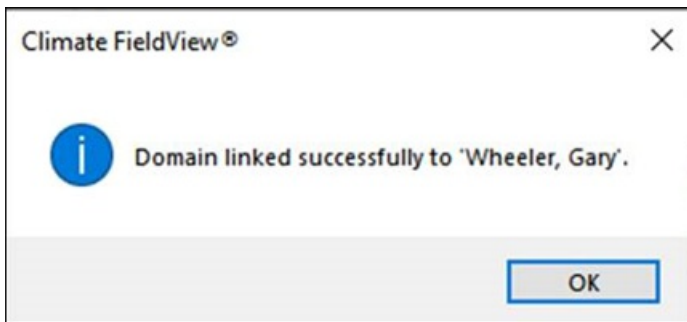 Climate FieldView®
Domain linked successfully to 'Wheeler, Gary'.
OK